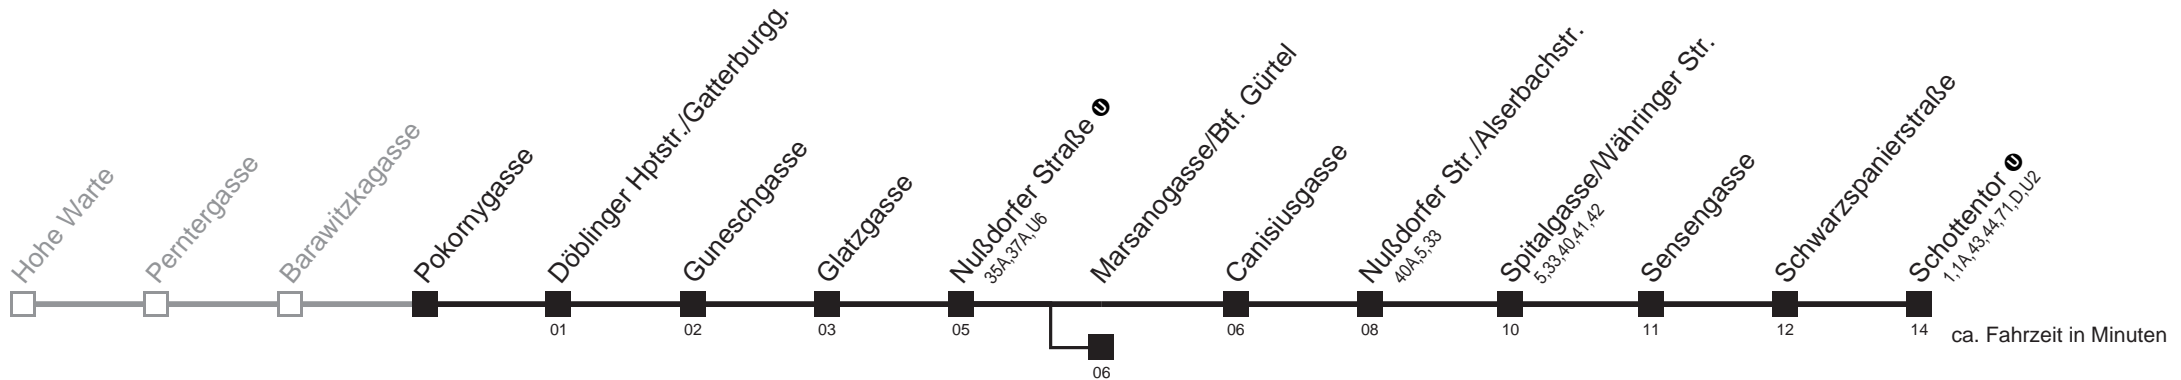 Hohe Warte
Perntergasse
Barawitzkagasse
Pokornygasse
Döblinger Hptstr./Gatterburgg.
Guneschgasse
Glatzgasse
Nußdorfer Straße U
35A,37A,U6
Marsanogasse/Btf. Gürtel
Canisiusgasse
Nußdorfer Str./Alserbachstr.
40A,5,33
Spitalgasse/Währinger Str.
5,33,40,41,42
Sensengasse
Schwarzspanierstraße
Schottentor U
1,1A,43,44,71,D,U2
01 02 03 05 06 08 10 11 12 14 ca. Fahrzeit in Minuten
06